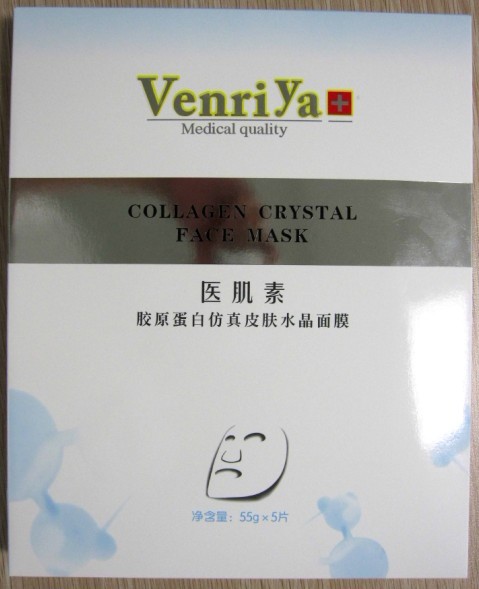 Venriya
Medical quality
COLLAGEN CRYSTAL
FACE MASK
医肌素
胶原蛋白仿真皮肤水晶面膜
净含量：55g×5片